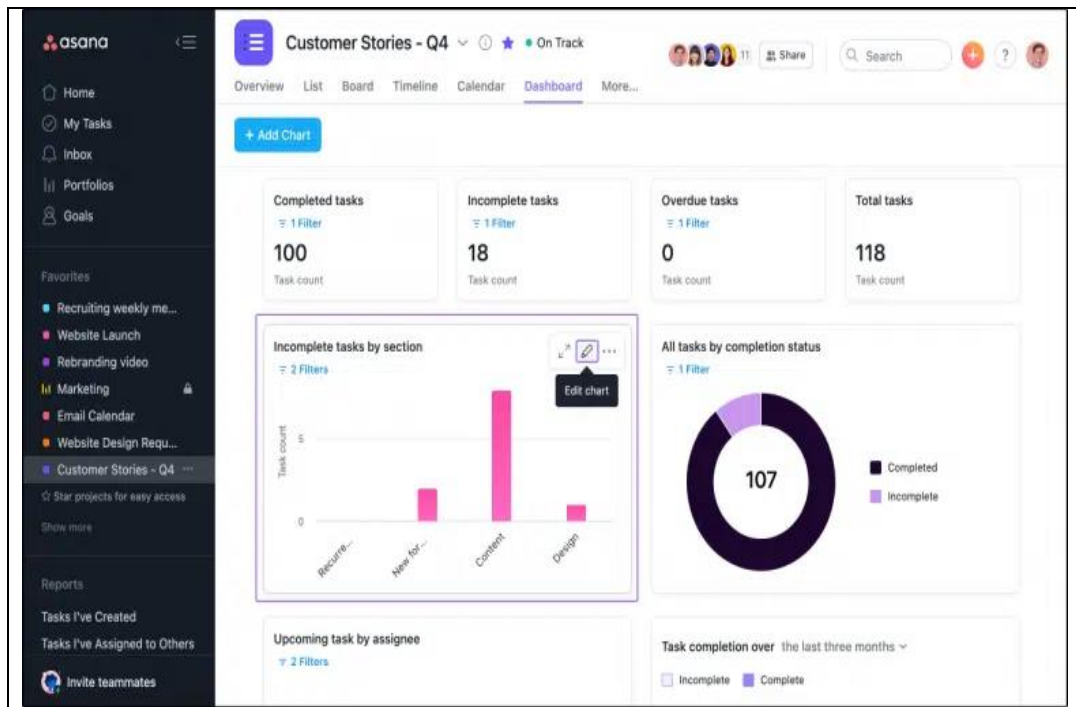 asana
Home
My Tasks
Inbox
Portfolios
Goals
Favorites
Recruiting weekly me...
Website Launch
Rebranding video
Marketing
Email Calendar
Website Design Requ...
Customer Stories - Q4 ...
Star projects for easy access
Show more
Reports
Tasks I've Created
Tasks I've Assigned to Others
Invite teammates
Customer Stories - Q4
On Track
11
Share
Search
?
Overview List Board Timeline Calendar Dashboard More...
+ Add Chart
Completed tasks
1 Filter
100
Task count
Incomplete tasks
1 Filter
18
Task count
Overdue tasks
1 Filter
0
Task count
Total tasks
118
Task count
Incomplete tasks by section
2 Filters
Edit chart
Task count
5
0
Recurre...
New for...
Content
Design
All tasks by completion status
1 Filter
107
Completed
Incomplete
Upcoming task by assignee
2 Filters
Task completion over the last three months
Incomplete Complete